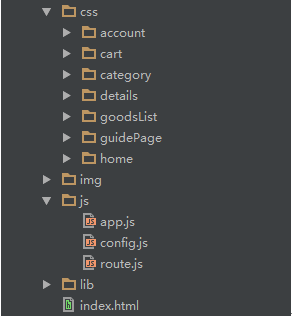 css
account
cart
category
details
goodsList
guidePage
home
img
js
app.js
config.js
route.js
lib
index.html